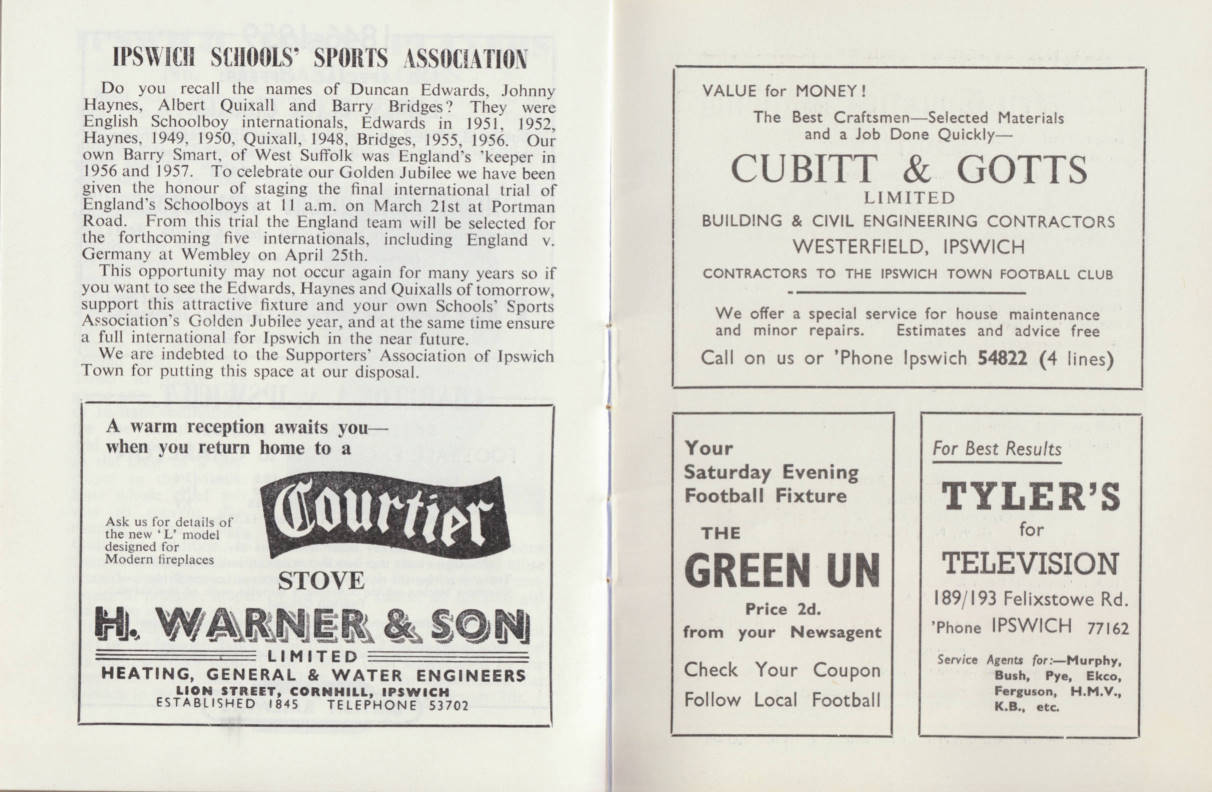 IPSWICH SCHOOLS' SPORTS ASSOCIATION
Do you recall the names of Duncan Edwards, Johnny
Haynes, Albert Quixall and Barry Bridges? They were
English Schoolboy internationals, Edwards in 1951, 1952,
Haynes, 1949, 1950, Quixall, 1948, Bridges, 1955, 1956. Our
own Barry Smart, of West Suffolk was England's 'keeper in
1956 and 1957. To celebrate our Golden Jubilee we have been
given the honour of staging the final international trial of
England's Schoolboys at 11 a.m. on March 21st at Portman
Road. From this trial the England team will be selected for
the forthcoming five internationals, including England v.
Germany at Wembley on April 25th.
This opportunity may not occur again for many years so if
you want to see the Edwards, Haynes and Quixalls of tomorrow,
support this attractive fixture and your own Schools' Sports
Association's Golden Jubilee year, and at the same time ensure
a full international for Ipswich in the near future.
We are indebted to the Supporters' Association of Ipswich
Town for putting this space at our disposal.
A warm reception awaits you—
when you return home to a
Courtier
Ask us for details of
the new 'L' model
designed for
Modern fireplaces
STOVE
H. WARNER & SON
LIMITED
HEATING, GENERAL & WATER ENGINEERS
LION STREET, CORNHILL, IPSWICH
ESTABLISHED 1845 TELEPHONE 53702
VALUE for MONEY!
The Best Craftsmen—Selected Materials
and a Job Done Quickly—
CUBITT & GOTTS
LIMITED
BUILDING & CIVIL ENGINEERING CONTRACTORS
WESTERFIELD, IPSWICH
CONTRACTORS TO THE IPSWICH TOWN FOOTBALL CLUB
We offer a special service for house maintenance
and minor repairs. Estimates and advice free
Call on us or 'Phone Ipswich 54822 (4 lines)
Your
Saturday Evening
Football Fixture
THE
GREEN UN
Price 2d.
from your Newsagent
Check Your Coupon
Follow Local Football
For Best Results
TYLER'S
for
TELEVISION
189/193 Felixstowe Rd.
'Phone IPSWICH 77162
Service Agents for:—Murphy,
Bush, Pye, Ekco,
Ferguson, H.M.V.,
K.B., etc.